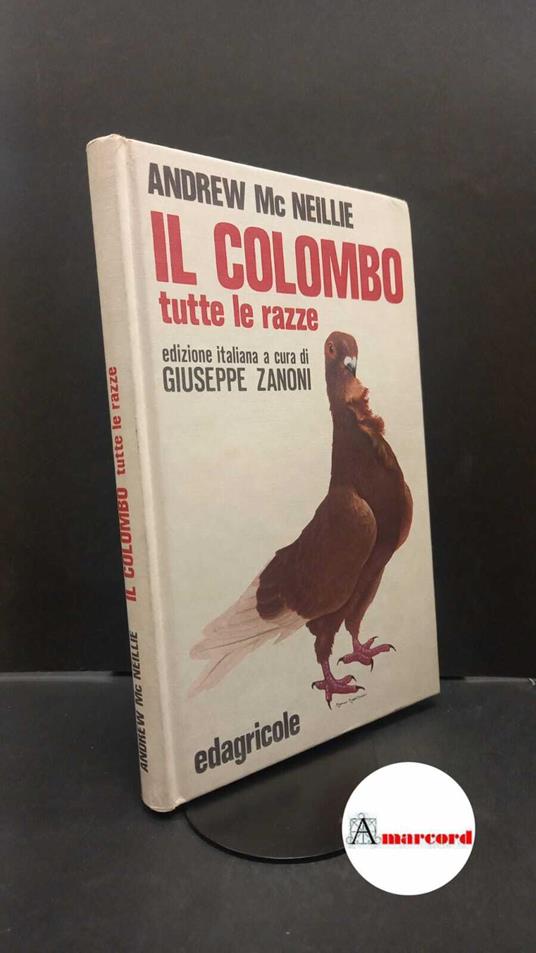 ANDREW Mc NEILLIE
IL COLOMBO
tutte le razze
edizione italiana a cura di
GIUSEPPE ZANONI
edagricole
ANDREW Mc NEILLIE IL COLOMBO tutte le razze
Amarcord